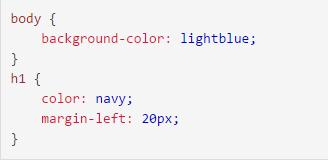 body {
    background-color: lightblue;
}
h1 {
    color: navy;
    margin-left: 20px;
}